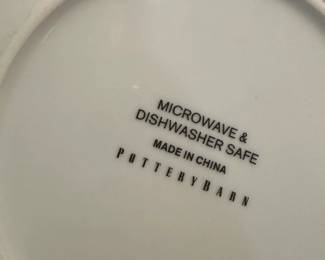 MICROWAVE &
DISHWASHER SAFE
MADE IN CHINA
POTTERYBARN